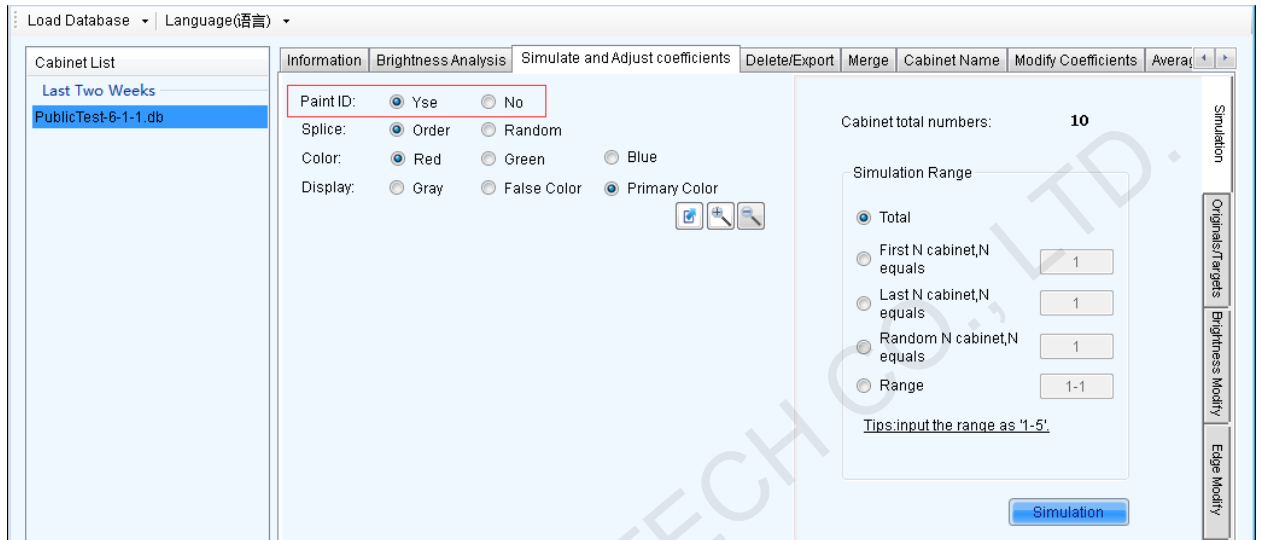 Load Database Language(语言)
Cabinet List
Last Two Weeks
PublicTest-6-1-1.db
Information Brightness Analysis Simulate and Adjust coefficients Delete/Export Merge Cabinet Name Modify Coefficients
Paint ID: Yse No
Splice: Order Random
Color: Red Green Blue
Display: Gray False Color Primary Color
Cabinet total numbers: 10
Simulation Range
Total
First N cabinet,N
equals 1
Last N cabinet,N
equals 1
Random N cabinet,N
equals 1
Range 1-1
Tips:input the range as '1-5'.
Simulation
Simulation
Originals/Targets
Brightness Modify
Edge Modify
TECH CO., LTD.